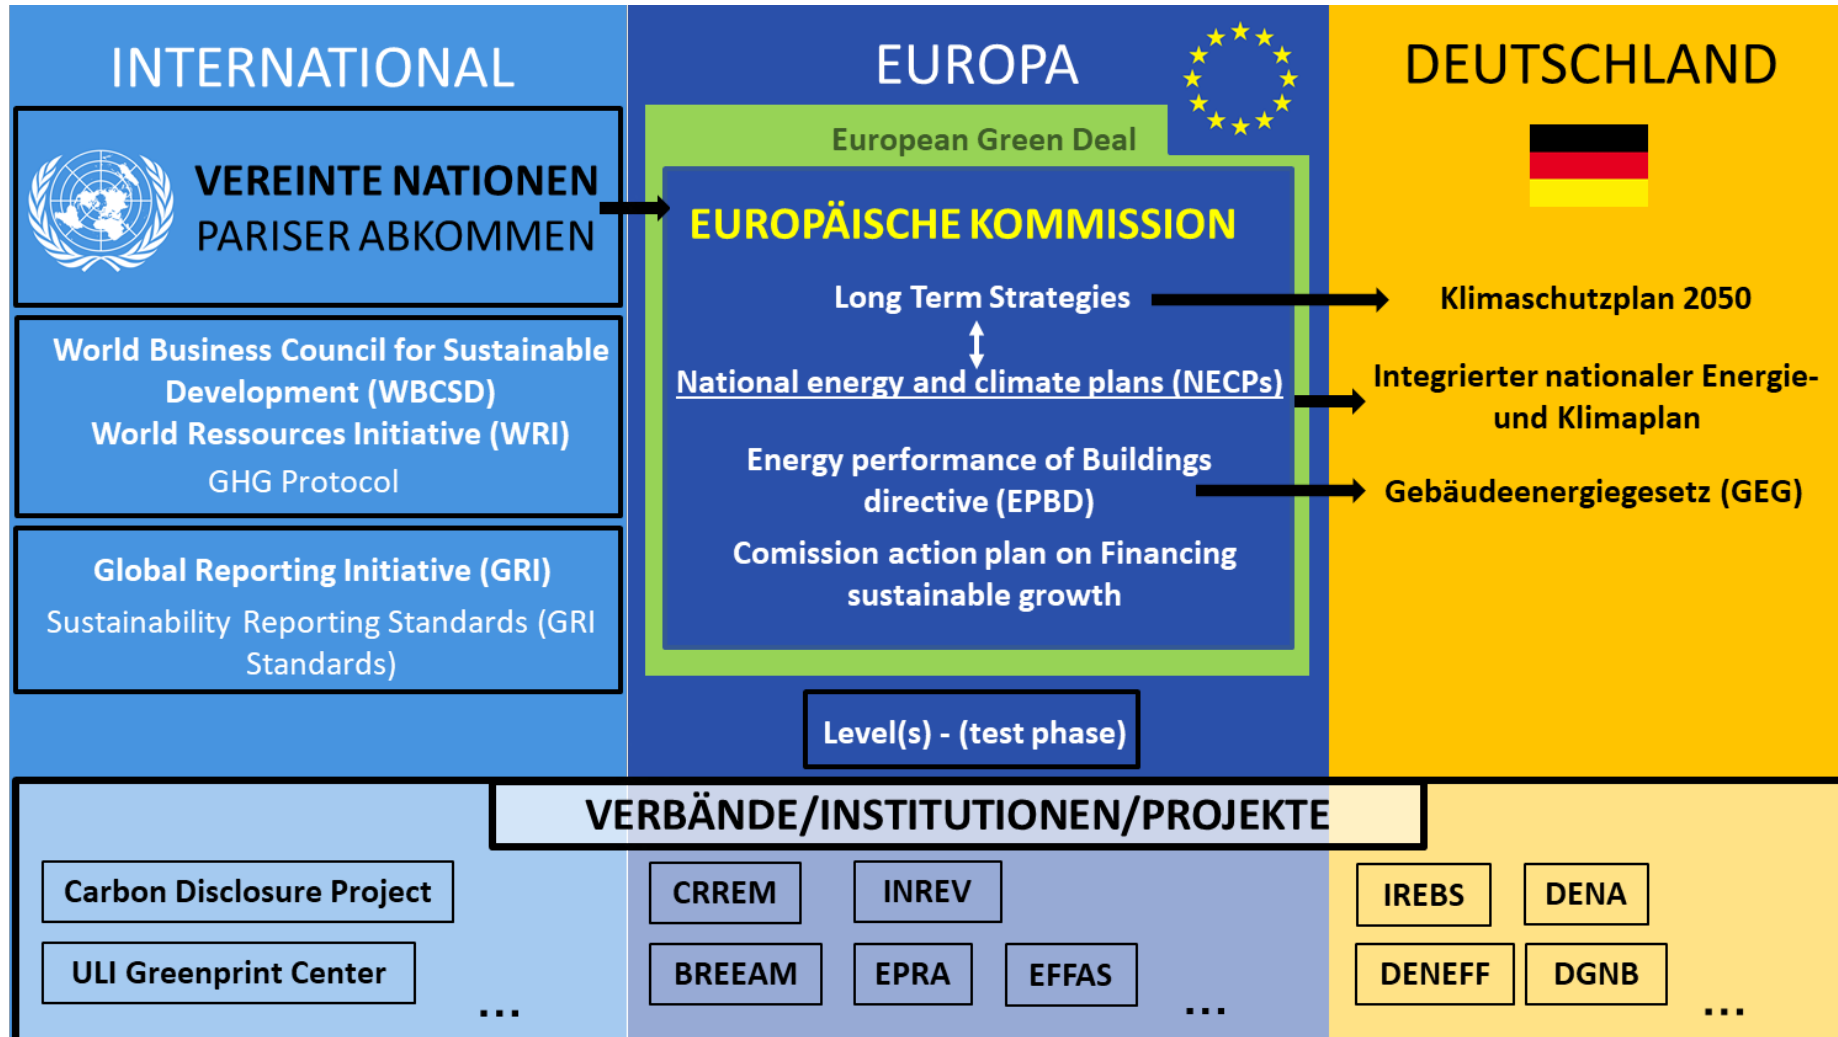 INTERNATIONAL
VEREINTE NATIONEN
PARISER ABKOMMEN
World Business Council for Sustainable
Development (WBCSD)
World Ressources Initiative (WRI)
GHG Protocol
Global Reporting Initiative (GRI)
Sustainability Reporting Standards (GRI
Standards)
EUROPA
European Green Deal
EUROPÄISCHE KOMMISSION
Long Term Strategies
National energy and climate plans (NECPs)
Energy performance of Buildings
directive (EPBD)
Comission action plan on Financing
sustainable growth
Level(s) - (test phase)
DEUTSCHLAND
Klimaschutzplan 2050
Integrierter nationaler Energie-
und Klimaplan
Gebäudeenergiegesetz (GEG)
VERBÄNDE/INSTITUTIONEN/PROJEKTE
Carbon Disclosure Project
ULI Greenprint Center
...
CRREM
INREV
BREEAM
EPRA
EFFAS
...
IREBS
DENA
DENEFF
DGNB
...